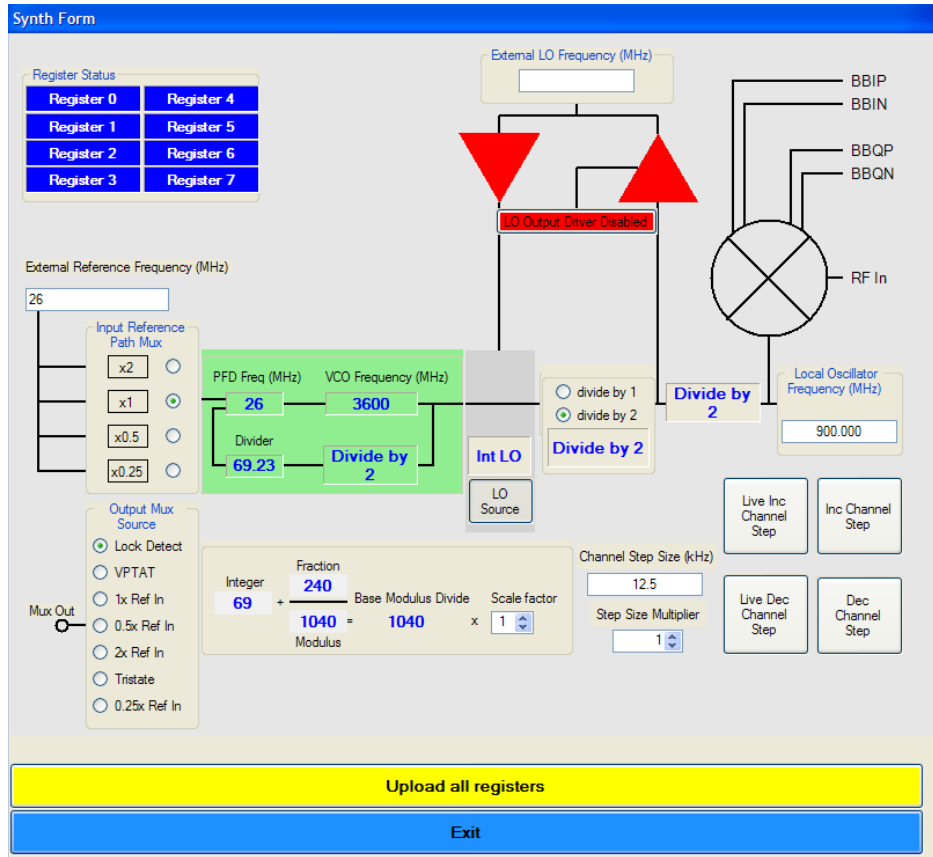 Synth Form
Register Status
Register 0
Register 4
Register 1
Register 5
Register 2
Register 6
Register 3
Register 7
External LO Frequency (MHz)
BBIP
BBIN
BBQP
BBQN
LO Output Driver Disabled
RF In
External Reference Frequency (MHz)
26
Input Reference
Path Mux
x2
x1
x0.5
x0.25
PFD Freq (MHz)
VCO Frequency (MHz)
26
3600
Divider
69.23
Divide by
2
Int LO
LO
Source
divide by 1
divide by 2
Divide by 2
Divide by
2
Local Oscillator
Frequency (MHz)
900.000
Output Mux
Source
Lock Detect
VPTAT
1x Ref In
0.5x Ref In
2x Ref In
Tristate
0.25x Ref In
Mux Out
Integer
69
+
Fraction
240
1040
Modulus
=
Base Modulus Divide
1040
x
Scale factor
1
Channel Step Size (kHz)
12.5
Step Size Multiplier
1
Live Inc
Channel
Step
Inc Channel
Step
Live Dec
Channel
Step
Dec
Channel
Step
Upload all registers
Exit